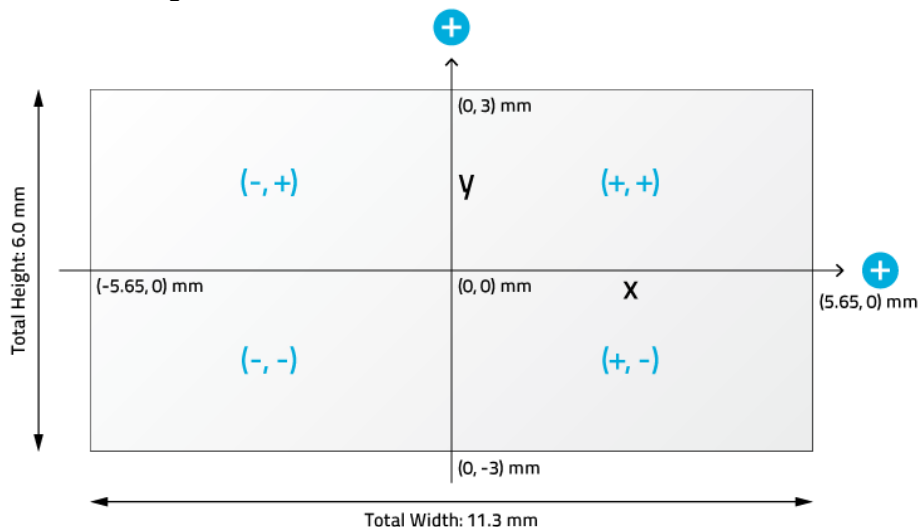 +
(0, 3) mm
(-, +)
y
(+, +)
Total Height: 6.0 mm
(-5.65, 0) mm
(0, 0) mm
x
+
(5.65, 0) mm
(-, -)
(+, -)
(0, -3) mm
Total Width: 11.3 mm